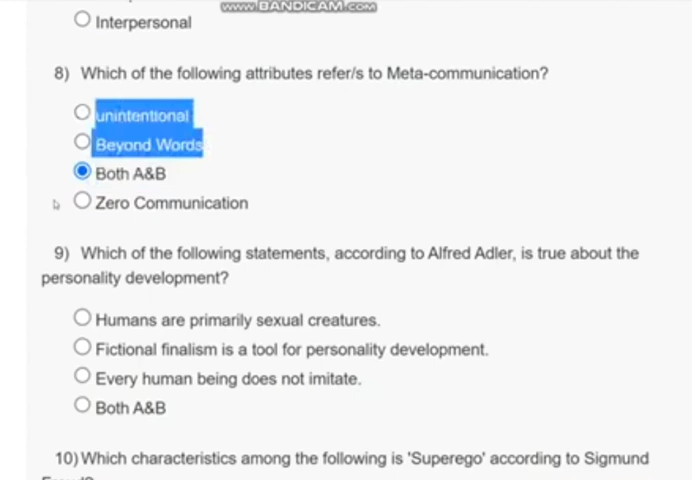 www.BANDICAM.com
Interpersonal
8) Which of the following attributes refer/s to Meta-communication?
unintentional
Beyond Words
Both A&B
Zero Communication
9) Which of the following statements, according to Alfred Adler, is true about the
personality development?
Humans are primarily sexual creatures.
Fictional finalism is a tool for personality development.
Every human being does not imitate.
Both A&B
10) Which characteristics among the following is 'Superego' according to Sigmund